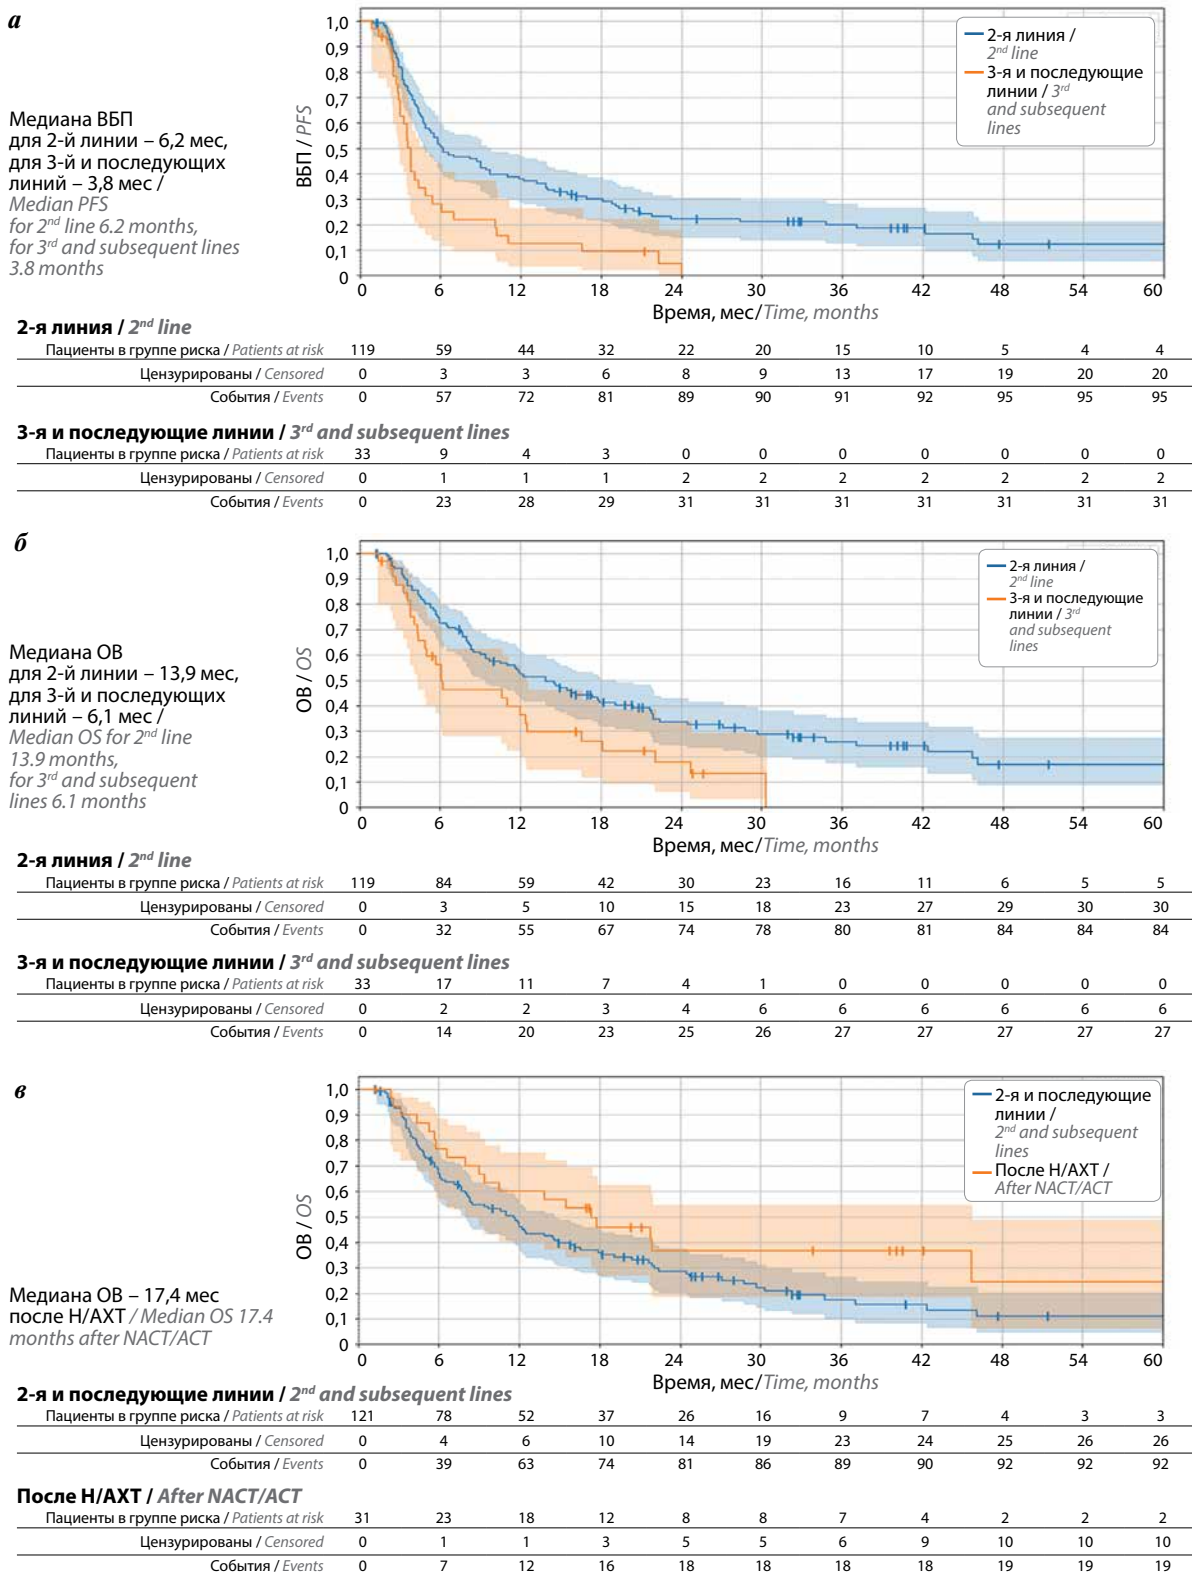 а
Медиана ВБП
для 2-й линии – 6,2 мес,
для 3-й и последующих
линий – 3,8 мес /
Median PFS
for 2nd line 6.2 months,
for 3rd and subsequent lines
3.8 months
ВБП / PFS
1,0
0,9
0,8
0,7
0,6
0,5
0,4
0,3
0,2
0,1
0
2-я линия /
2nd line
3-я и последующие
линии / 3rd
and subsequent
lines
0 6 12 18 24 30 36 42 48 54 60
Время, мес/Time, months
2-я линия / 2nd line
Пациенты в группе риска / Patients at risk 119 59 44 32 22 20 15 10 5 4 4
Цензурированы / Censored 0 3 3 6 8 9 13 17 19 20 20
События / Events 0 57 72 81 89 90 91 92 95 95 95
3-я и последующие линии / 3rd and subsequent lines
Пациенты в группе риска / Patients at risk 33 9 4 3 0 0 0 0 0 0 0
Цензурированы / Censored 0 1 1 1 2 2 2 2 2 2 2
События / Events 0 23 28 29 31 31 31 31 31 31 31
б
Медиана ОВ
для 2-й линии – 13,9 мес,
для 3-й и последующих
линий – 6,1 мес /
Median OS for 2nd line
13.9 months,
for 3rd and subsequent
lines 6.1 months
ОВ / OS
1,0
0,9
0,8
0,7
0,6
0,5
0,4
0,3
0,2
0,1
0
2-я линия /
2nd line
3-я и последующие
линии / 3rd
and subsequent
lines
0 6 12 18 24 30 36 42 48 54 60
Время, мес/Time, months
2-я линия / 2nd line
Пациенты в группе риска / Patients at risk 119 84 59 42 30 23 16 11 6 5 5
Цензурированы / Censored 0 3 5 10 15 18 23 27 29 30 30
События / Events 0 32 55 67 74 78 80 81 84 84 84
3-я и последующие линии / 3rd and subsequent lines
Пациенты в группе риска / Patients at risk 33 17 11 7 4 1 0 0 0 0 0
Цензурированы / Censored 0 2 2 3 4 6 6 6 6 6 6
События / Events 0 14 20 23 25 26 27 27 27 27 27
в
Медиана ОВ – 17,4 мес
после Н/АХТ / Median OS 17.4
months after NACT/ACT
ОВ / OS
1,0
0,9
0,8
0,7
0,6
0,5
0,4
0,3
0,2
0,1
0
2-я и последующие
линии /
2nd and subsequent
lines
После Н/АХТ /
After NACT/ACT
0 6 12 18 24 30 36 42 48 54 60
Время, мес/Time, months
2-я и последующие линии / 2nd and subsequent lines
Пациенты в группе риска / Patients at risk 121 78 52 37 26 16 9 7 4 3 3
Цензурированы / Censored 0 4 6 10 14 19 23 24 25 26 26
События / Events 0 39 63 74 81 86 89 90 92 92 92
После Н/АХТ / After NACT/ACT
Пациенты в группе риска / Patients at risk 31 23 18 12 8 8 7 4 2 2 2
Цензурированы / Censored 0 1 1 3 5 5 6 9 10 10 10
События / Events 0 7 12 16 18 18 18 18 19 19 19